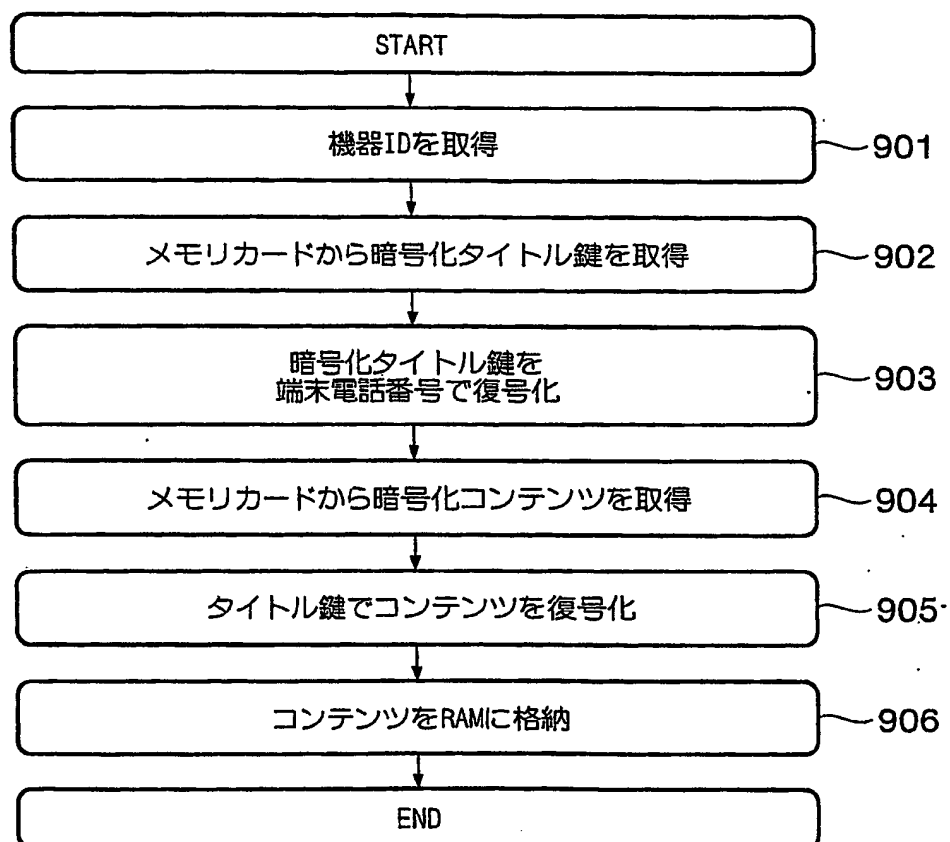 START
機器IDを取得
901
メモリカードから暗号化タイトル鍵を取得
902
暗号化タイトル鍵を
端末電話番号で復号化
903
メモリカードから暗号化コンテンツを取得
904
タイトル鍵でコンテンツを復号化
905
コンテンツをRAMに格納
906
END